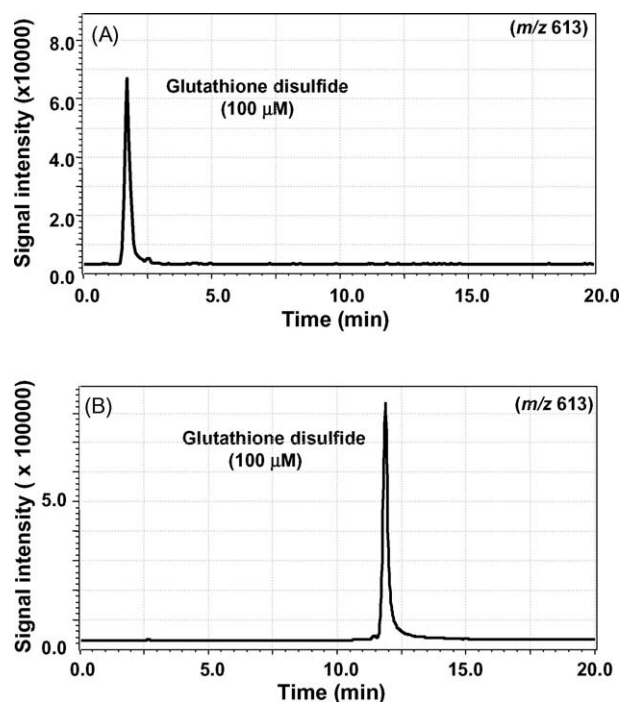 (A)
(m/z 613)
Glutathione disulfide
(100 μM)
Signal intensity (x10000)
8.0
6.0
4.0
2.0
0.0
0.0 5.0 10.0 15.0 20.0
Time (min)
(B)
(m/z 613)
Glutathione disulfide
(100 μM)
Signal intensity ( x 100000)
5.0
0.0
0.0 5.0 10.0 15.0 20.0
Time (min)